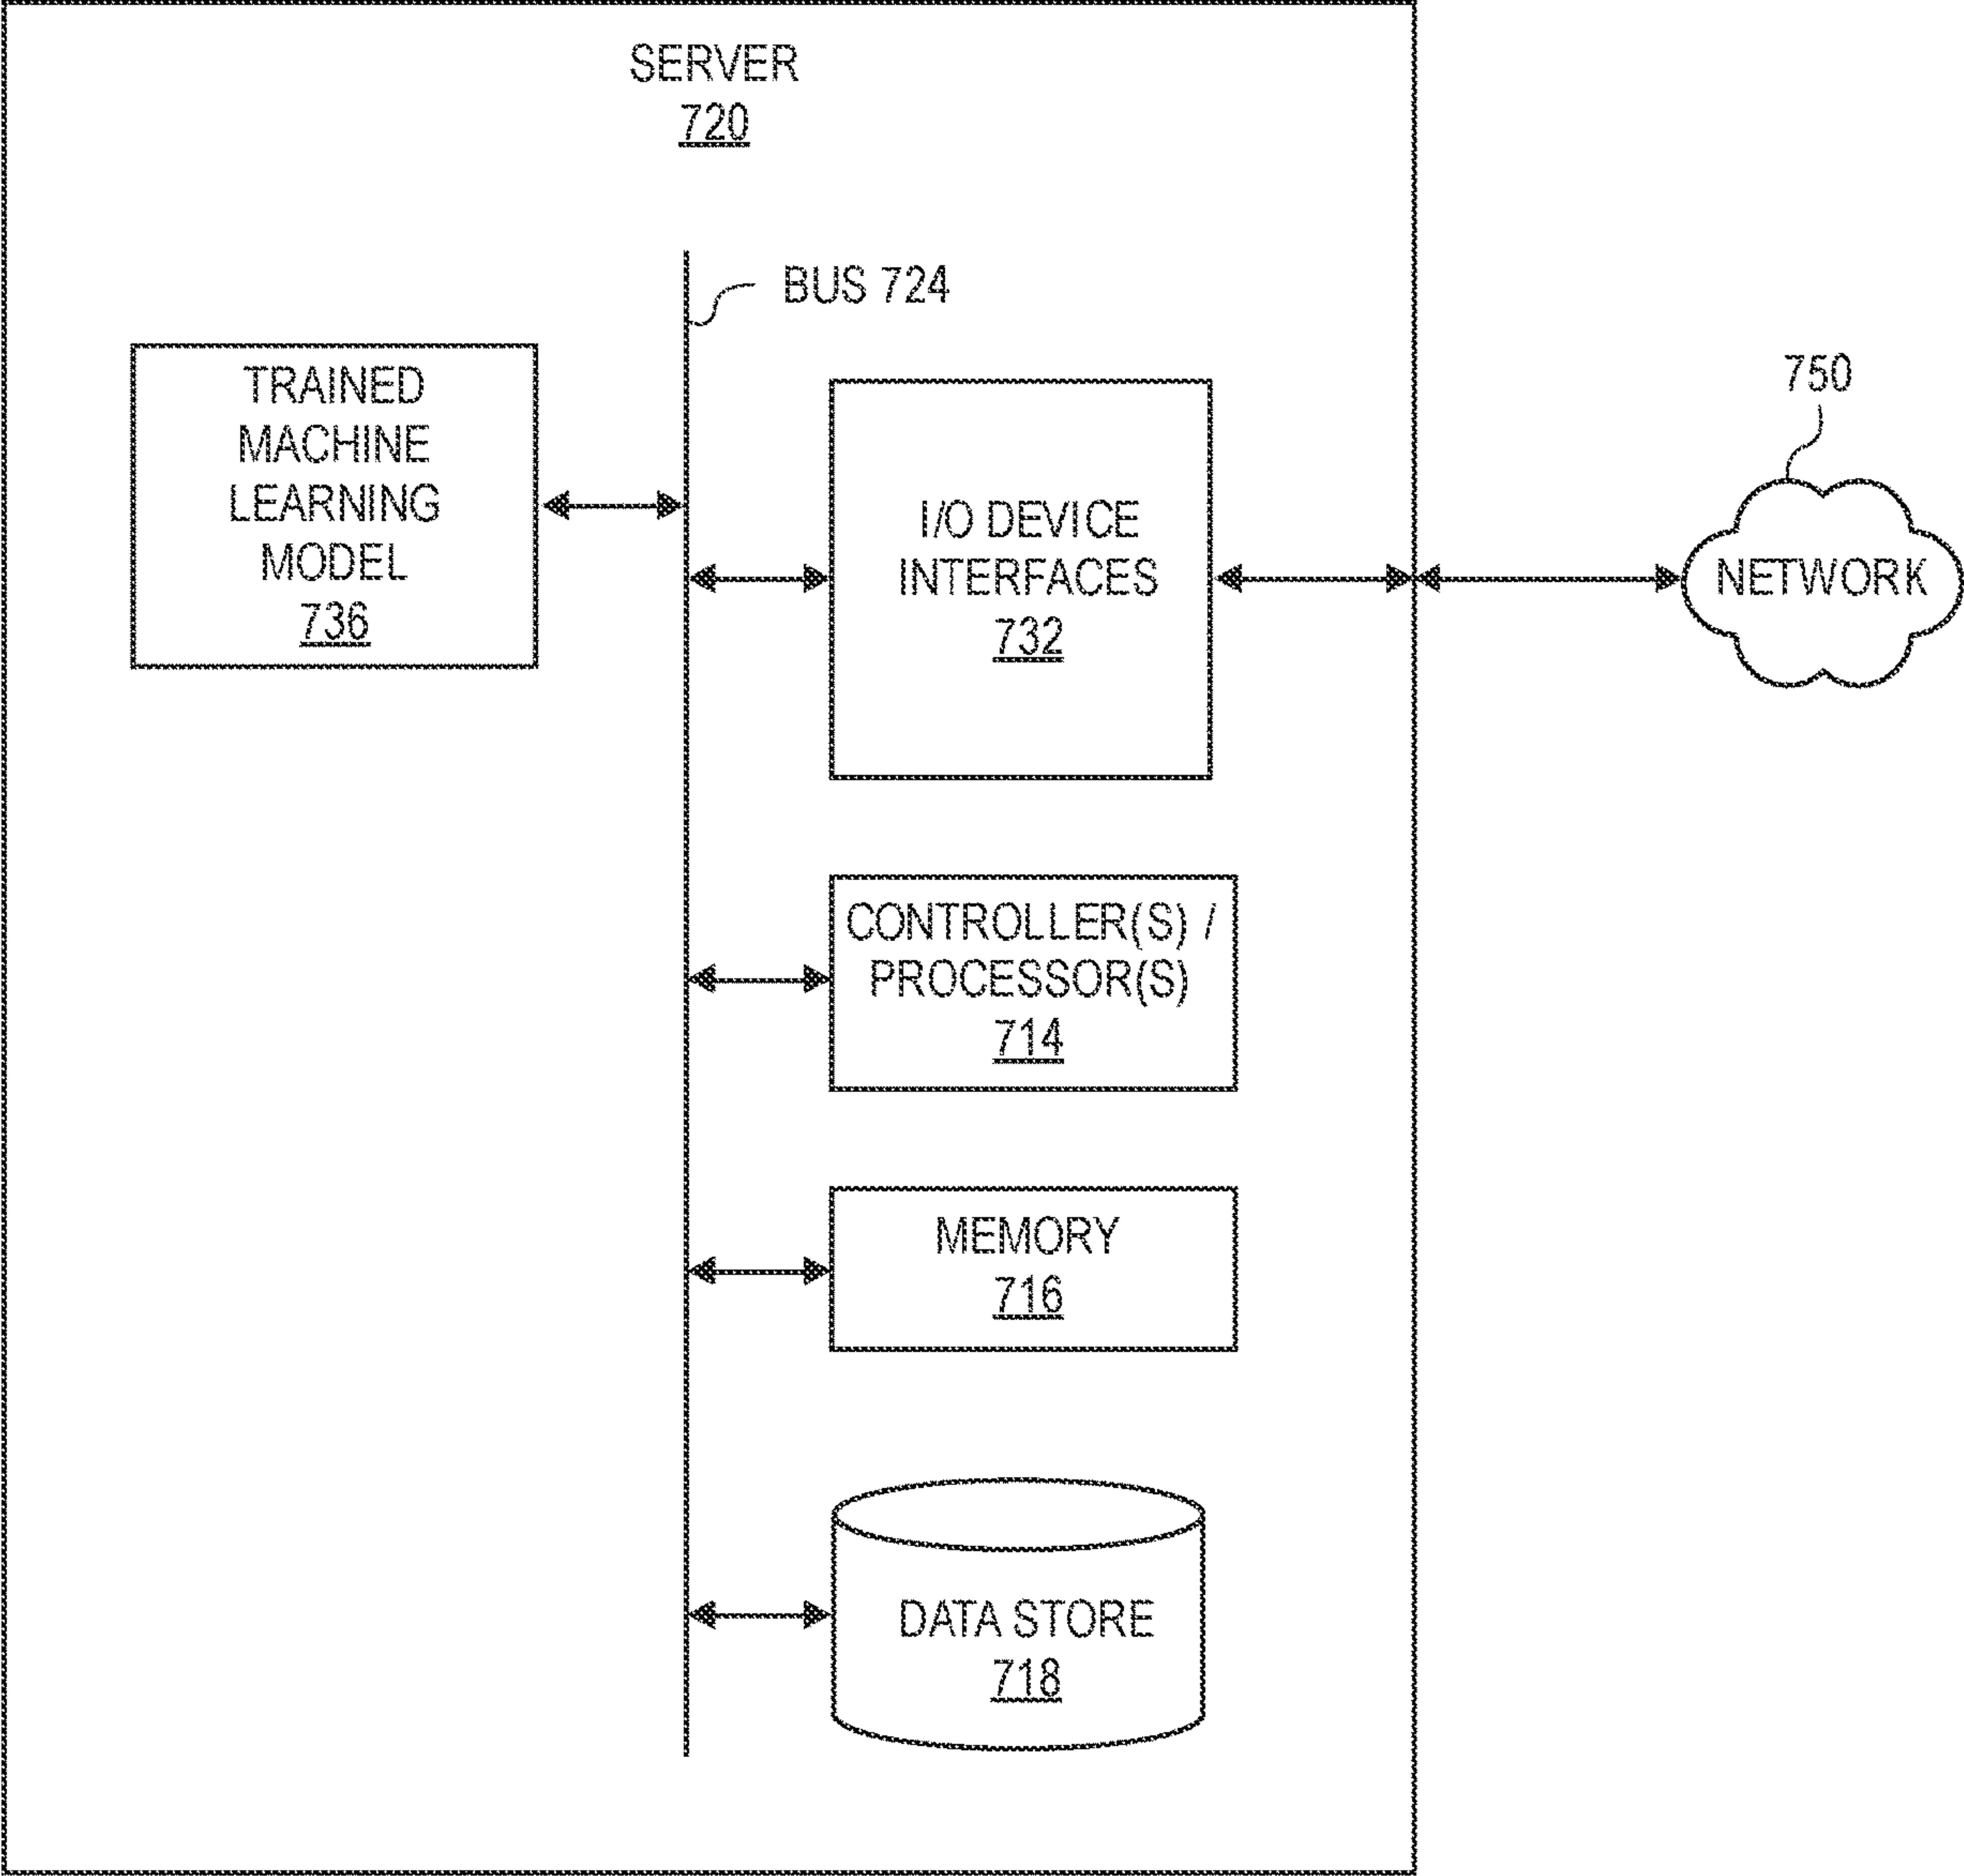 SERVER
720
BUS 724
TRAINED
MACHINE
LEARNING
MODEL
736
I/O DEVICE
INTERFACES
732
750
NETWORK
CONTROLLER(S) /
PROCESSOR(S)
714
MEMORY
716
DATA STORE
718